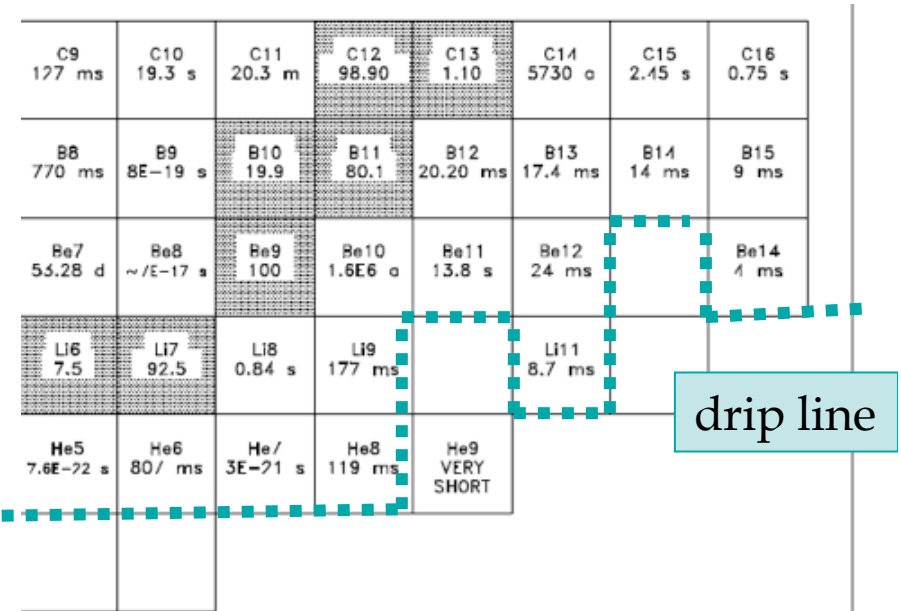 C9
127 ms
C10
19.3 s
C11
20.3 m
C12
98.90
C13
1.10
C14
5730 a
C15
2.45 s
C16
0.75 s
B8
770 ms
B9
8E-19 s
B10
19.9
B11
80.1
B12
20.20 ms
B13
17.4 ms
B14
14 ms
B15
9 ms
Be7
53.28 d
Be8
~7E-17 s
Be9
100
Be10
1.6E6 a
Be11
13.8 s
Be12
24 ms
Be14
4 ms
Li6
7.5
Li7
92.5
Li8
0.84 s
Li9
177 ms
Li11
8.7 ms
drip line
He5
7.6E-22 s
He6
807 ms
He7
3E-21 s
He8
119 ms
He9
VERY
SHORT